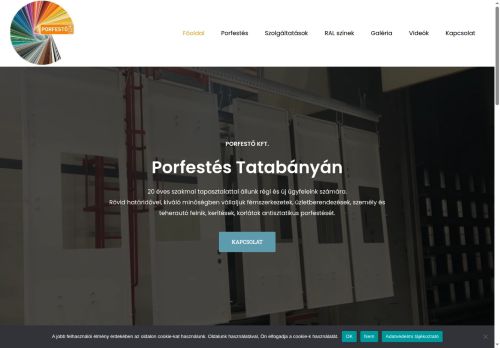 PORFESTŐ
Főoldal
Porfestés
Szolgáltatások
RAL színek
Galéria
Videók
Kapcsolat
PORFESTŐ KFT.
Porfestés Tatabányán
20 éves szakmai tapasztalattal állunk régi és új ügyfeleink számára.
Rövid határidővel, kiváló minőségben vállaljuk fémszerkezetek, üzletberendezések, személy és
teherautó felnik, kerítések, korlátok antisztatikus porfestését.
KAPCSOLAT
A jobb felhasználói élmény érdekében az oldalon cookie-kat használunk. Oldalunk használatával, Ön elfogadja a cookie-k használatát.
OK
Nem
Adatvédelmi tájékoztató